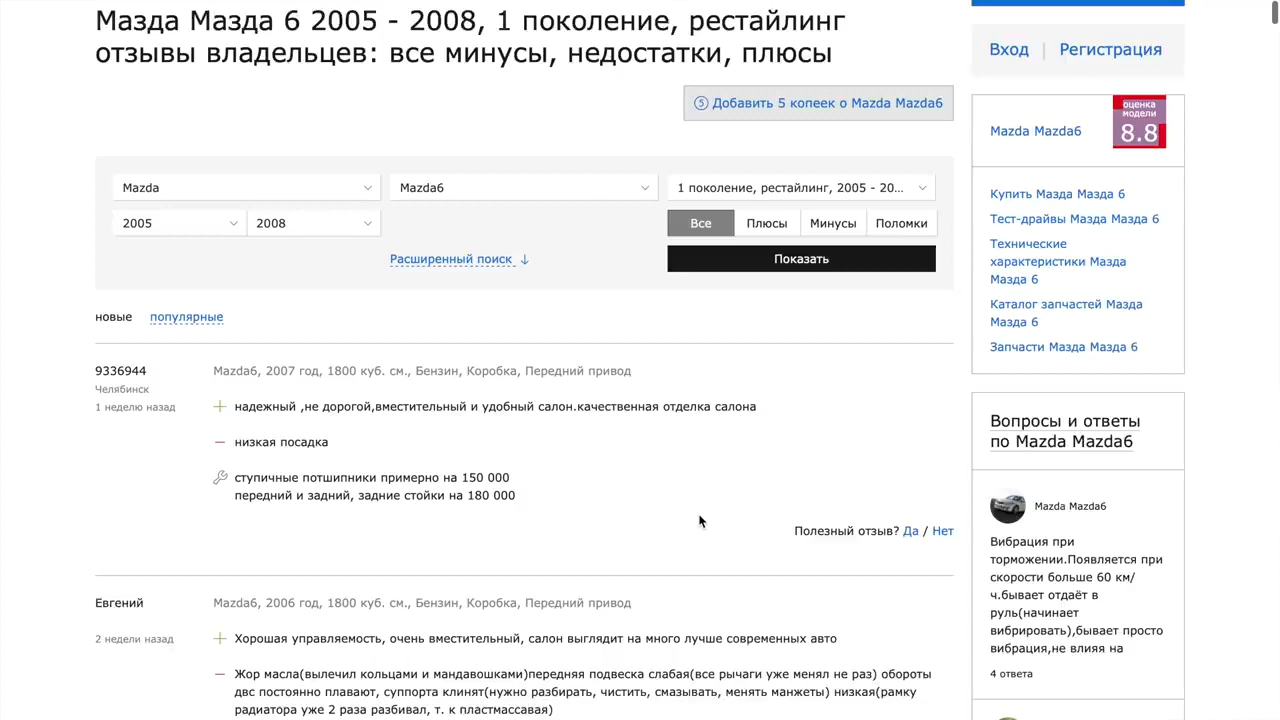 Мазда Мазда 6 2005 - 2008, 1 поколение, рестайлинг
отзывы владельцев: все минусы, недостатки, плюсы
5 Добавить 5 копеек о Mazda Mazda6
Mazda
Mazda6
1 поколение, рестайлинг, 2005 - 20...
2005
2008
Все
Плюсы
Минусы
Поломки
Расширенный поиск ↓
Показать
новые
популярные
9336944
Челябинск
1 неделю назад
Mazda6, 2007 год, 1800 куб. см., Бензин, Коробка, Передний привод
+ надежный ,не дорогой,вместительный и удобный салон.качественная отделка салона
− низкая посадка
ступичные потшипники примерно на 150 000
передний и задний, задние стойки на 180 000
Полезный отзыв? Да / Нет
Евгений
2 недели назад
Mazda6, 2006 год, 1800 куб. см., Бензин, Коробка, Передний привод
+ Хорошая управляемость, очень вместительный, салон выглядит на много лучше современных авто
− Жор масла(вылечил кольцами и мандавошками)передняя подвеска слабая(все рычаги уже менял не раз) обороты
двс постоянно плавают, суппорта клинят(нужно разбирать, чистить, смазывать, менять манжеты) низкая(рамку
радиатора уже 2 раза разбивал, т. к пластмассавая)
Вход | Регистрация
Mazda Mazda6
оценка
модели
8.8
Купить Мазда Мазда 6
Тест-драйвы Мазда Мазда 6
Технические
характеристики Мазда
Мазда 6
Каталог запчастей Мазда
Мазда 6
Запчасти Мазда Мазда 6
Вопросы и ответы
по Mazda Mazda6
Mazda Mazda6
Вибрация при
торможении.Появляется при
скорости больше 60 км/
ч.бывает отдаёт в
руль(начинает
вибрировать),бывает просто
вибрация,не влияя на
4 ответа